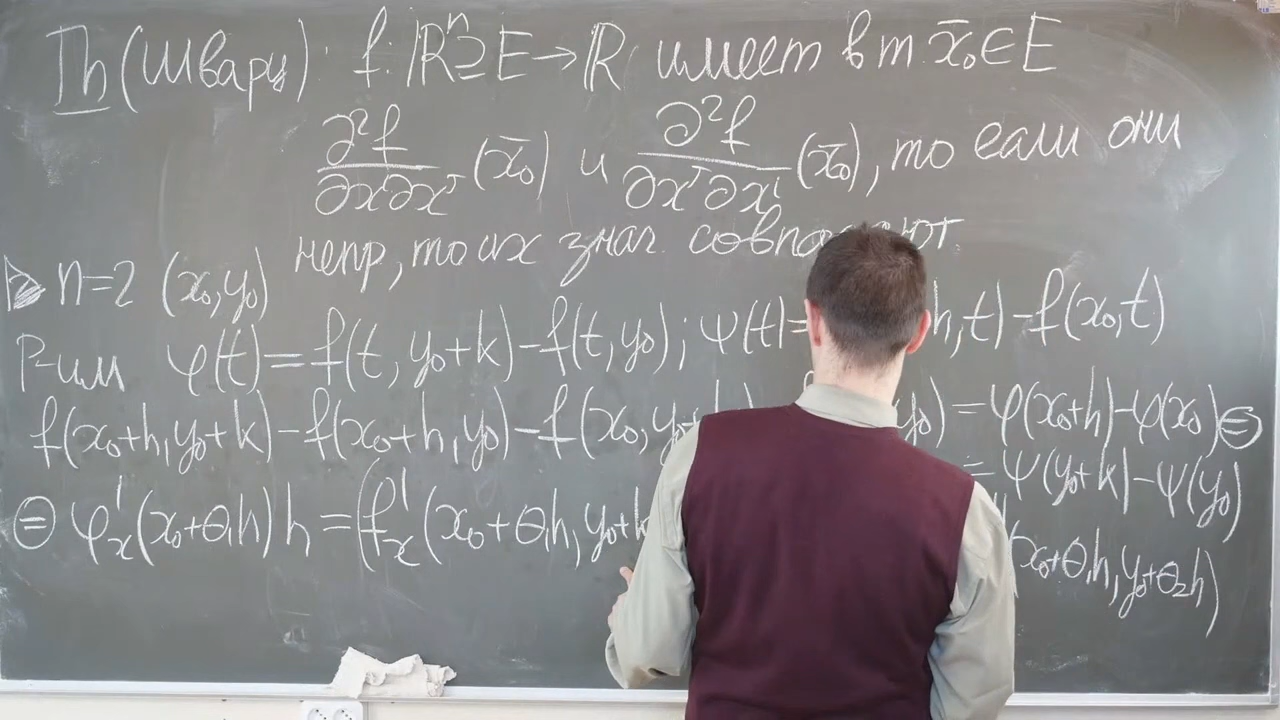 Th (Шварц): f: ℝⁿ ⊇ E → ℝ имеет в т. x̄₀ ∈ E
∂²f/∂xⁱ∂xʲ (x̄₀) и ∂²f/∂xʲ∂xⁱ (x̄₀), то если они
непр, то их знач. совпадают.
▷ n=2 (x₀, y₀)
Р-им φ(t) = f(t, y₀+k) − f(t, y₀); ψ(t) = h, t) − f(x₀, t)
f(x₀+h, y₀+k) − f(x₀+h, y₀) − f(x₀, y₀+ y₀) = φ(x₀+h) − φ(x₀) ⊜
= ψ(y₀+k) − ψ(y₀)
⊜ φ'ₓ(x₀+θ₁h)h = (f'ₓ(x₀+θ₁h, y₀+k x₀+θ₁h, y₀+θ₂h)